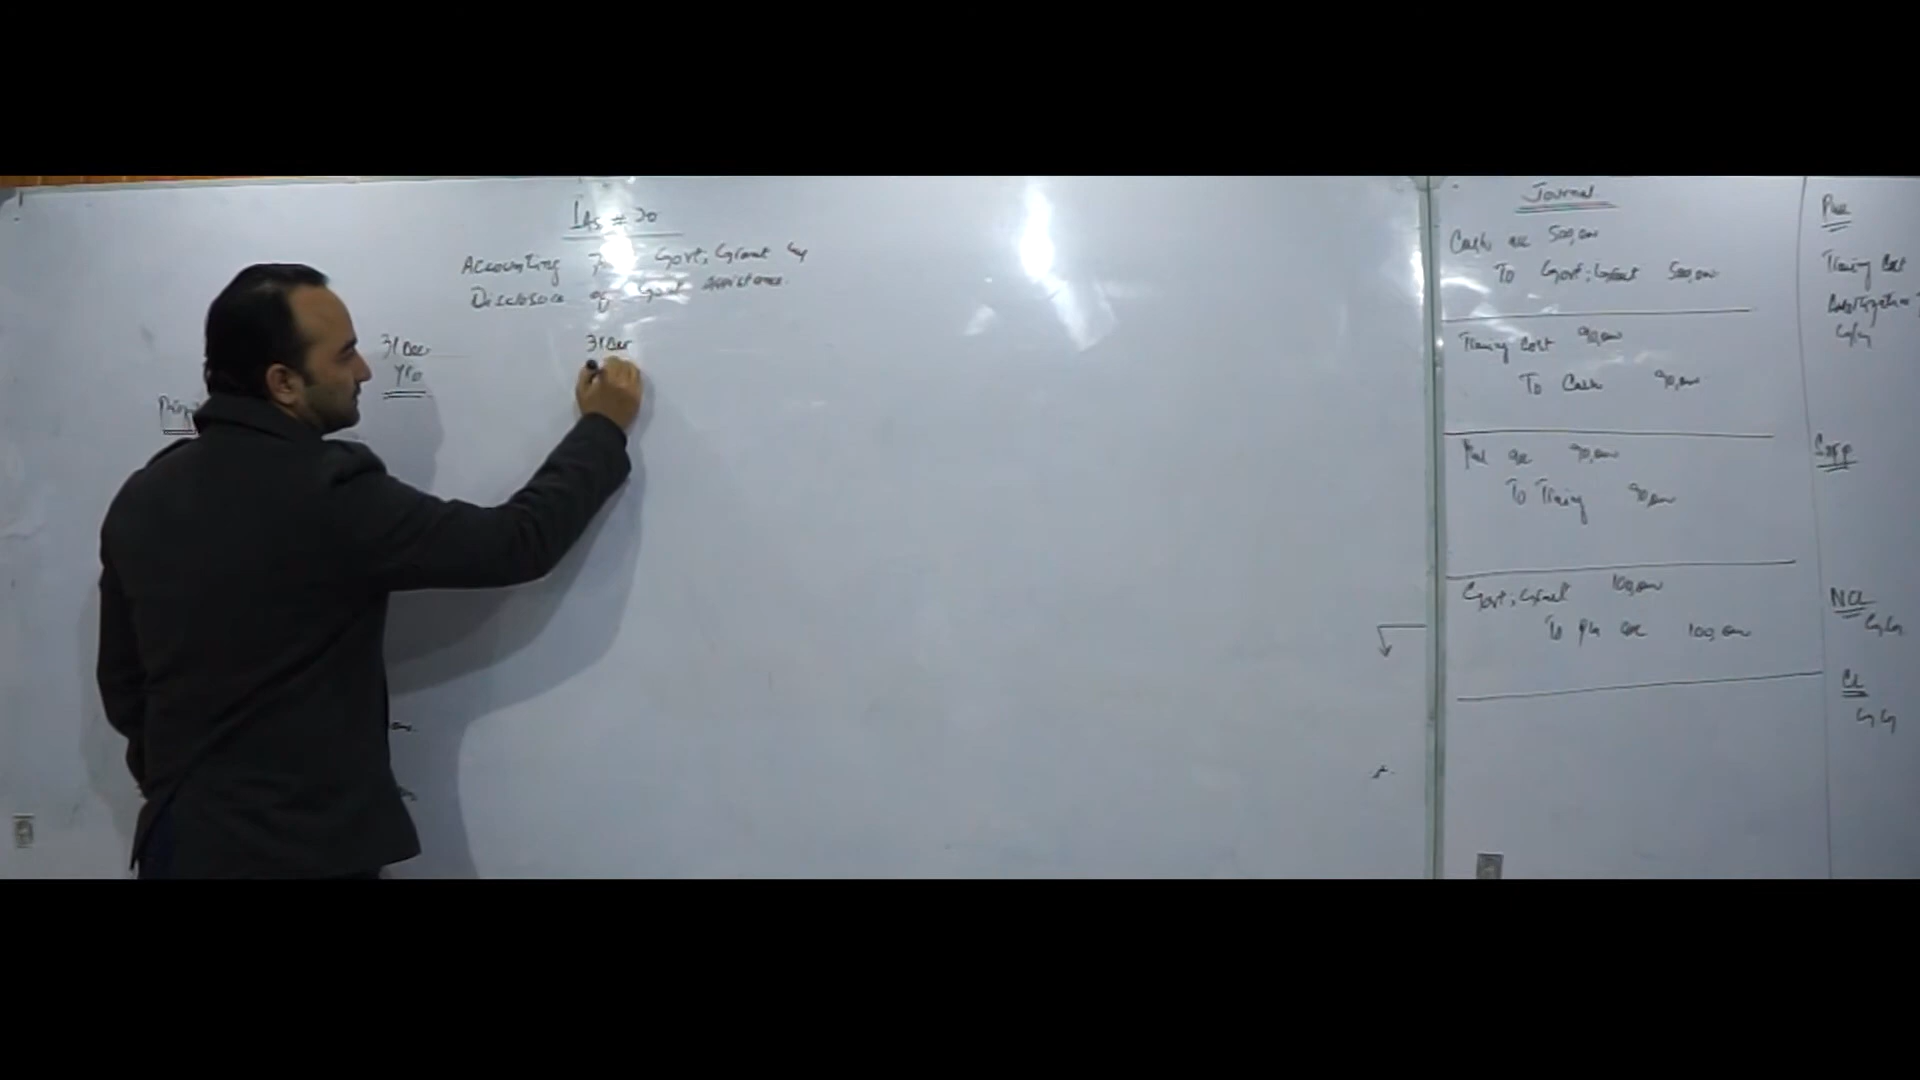 IAS # 20
Accounting for Govt; Grant &
Disclosure of Govt Assistance.
31 Dec
Yr 0
31 Dec
Journal
Cash a/c 500,000
To Govt; Grant 500,000
Training Cost 90,000
To Cash 90,000
P&L a/c 90,000
To Training 90,000
Govt; Grant 100,000
To P/L a/c 100,000
P&L
Training Cost
SOFP
NCL
G.G
CL
G.G